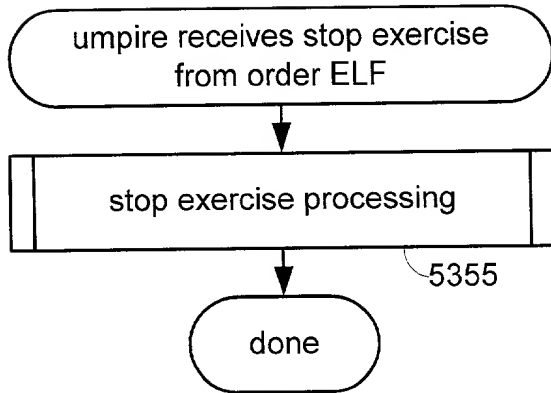 umpire receives stop exercise
from order ELF
stop exercise processing
5355
done